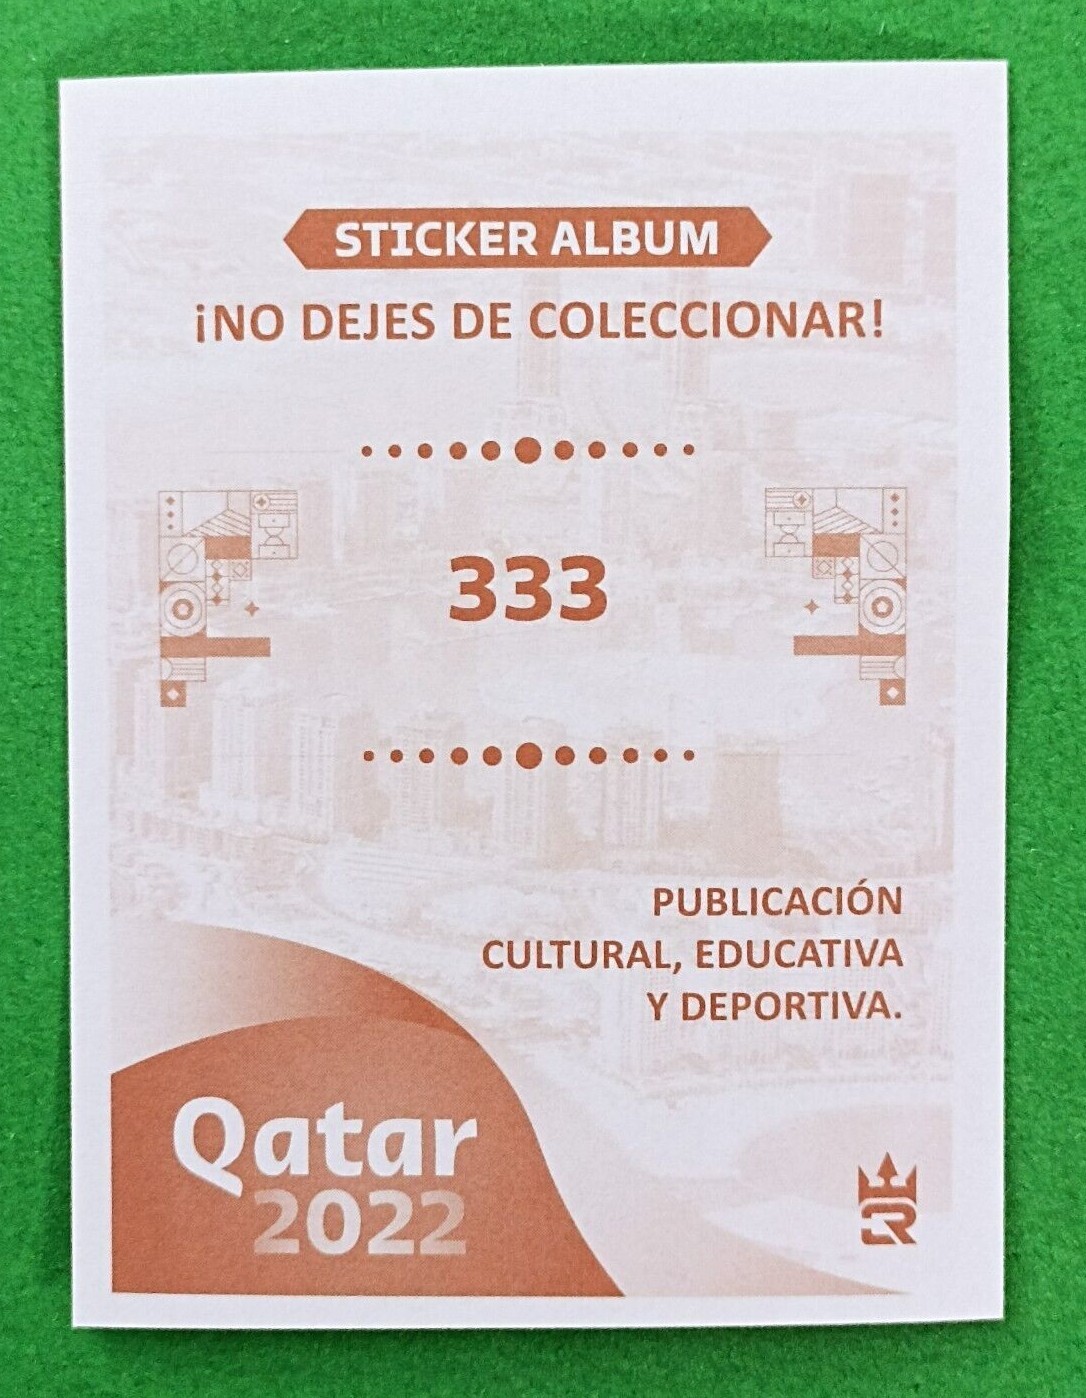 STICKER ALBUM
¡NO DEJES DE COLECCIONAR!
333
PUBLICACIÓN
CULTURAL, EDUCATIVA
Y DEPORTIVA.
Qatar
2022